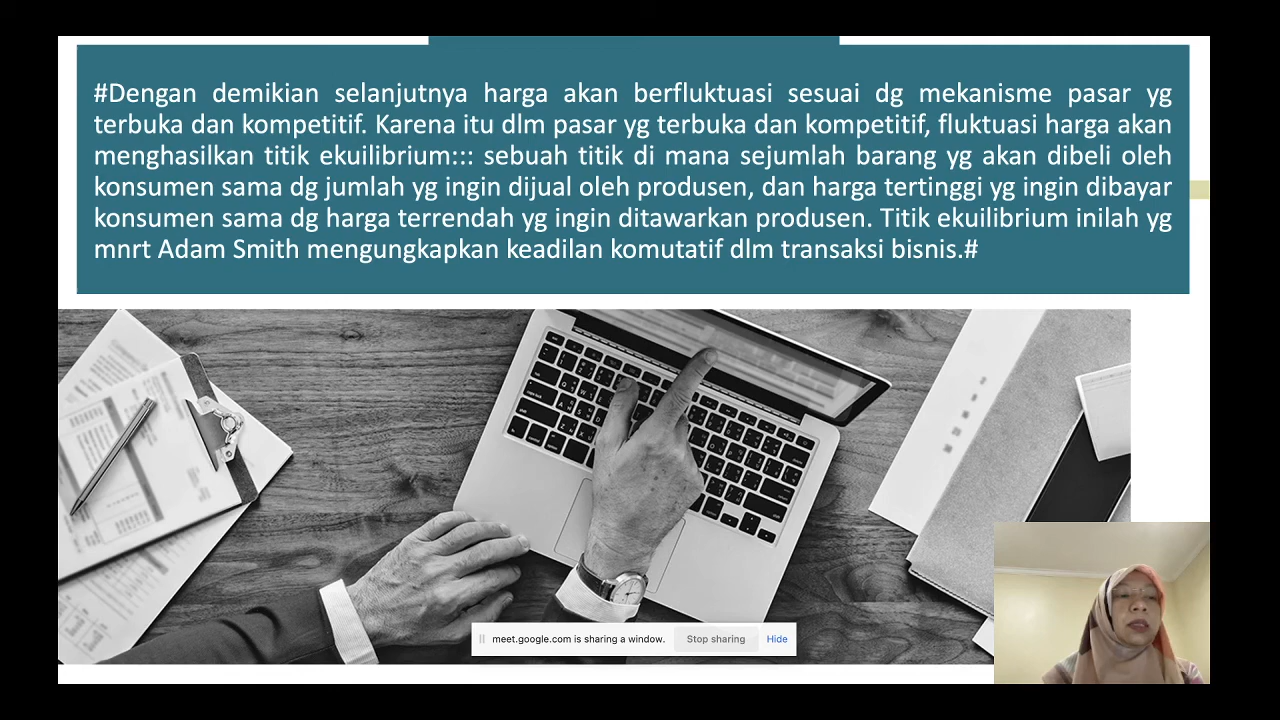 #Dengan demikian selanjutnya harga akan berfluktuasi sesuai dg mekanisme pasar yg
terbuka dan kompetitif. Karena itu dlm pasar yg terbuka dan kompetitif, fluktuasi harga akan
menghasilkan titik ekuilibrium::: sebuah titik di mana sejumlah barang yg akan dibeli oleh
konsumen sama dg jumlah yg ingin dijual oleh produsen, dan harga tertinggi yg ingin dibayar
konsumen sama dg harga terrendah yg ingin ditawarkan produsen. Titik ekuilibrium inilah yg
mnrt Adam Smith mengungkapkan keadilan komutatif dlm transaksi bisnis.#
meet.google.com is sharing a window.
Stop sharing
Hide